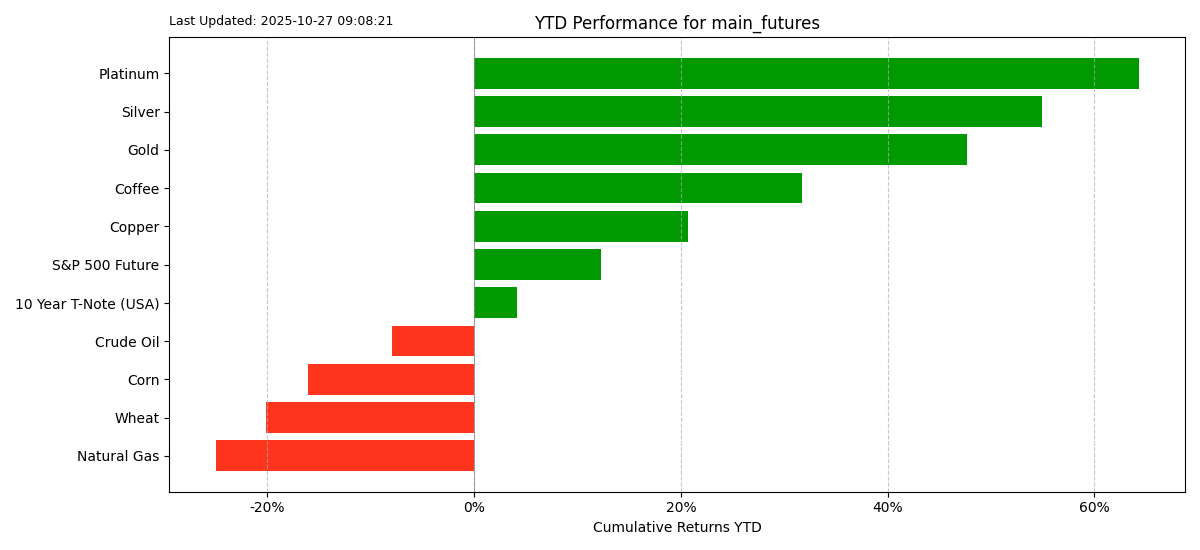 Last Updated: 2025-10-27 09:08:21
YTD Performance for main_futures
Platinum
Silver
Gold
Coffee
Copper
S&P 500 Future
10 Year T-Note (USA)
Crude Oil
Corn
Wheat
Natural Gas
-20%
0%
20%
40%
60%
Cumulative Returns YTD